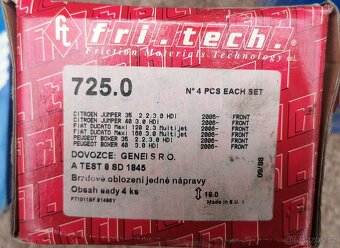 ft fri.tech.
Friction Materials Technology srl
725.0 N° 4 PCS EACH SET
CITROEN JUMPER 35 2.2,3.0 HDI 2006- FRONT
CITROEN JUMPER 40 3.0 HDI 2006- FRONT
FIAT DUCATO Maxi 120 2.3 Multijet 2006- FRONT
FIAT DUCATO Maxi 160 3.0 Multijet 2006- FRONT
PEUGEOT BOXER 35 2.2,3.0 HDI 2006- FRONT
PEUGEOT BOXER 40 3.0 HDI 2006- FRONT
DOVOZCE: GENEI S R O.
A TEST 8 SD 1845
Brzdové obložení jedné nápravy
Obsah sady 4 ks
19.0
Made in E.U.